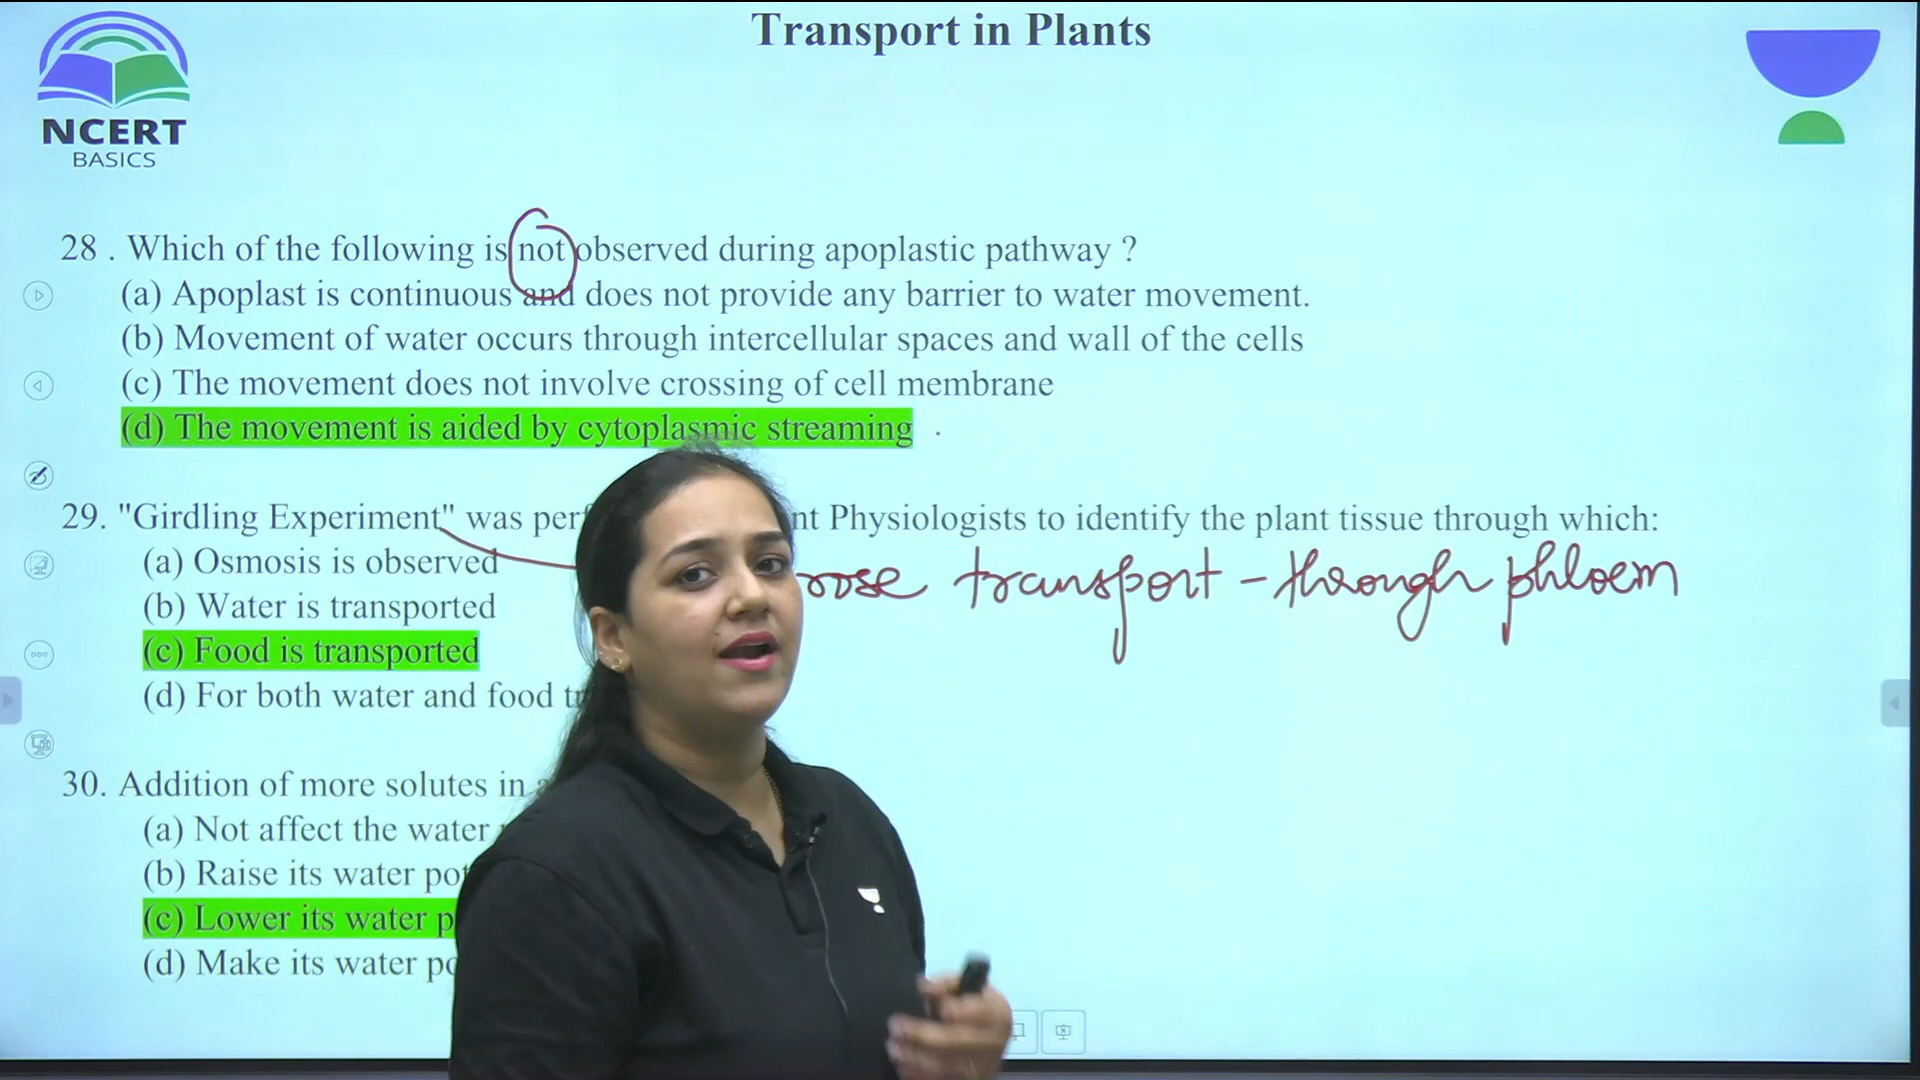 Transport in Plants
NCERT
BASICS
28 . Which of the following is not observed during apoplastic pathway ?
(a) Apoplast is continuous and does not provide any barrier to water movement.
(b) Movement of water occurs through intercellular spaces and wall of the cells
(c) The movement does not involve crossing of cell membrane
(d) The movement is aided by cytoplasmic streaming
29. "Girdling Experiment" was nt Physiologists to identify the plant tissue through which:
(a) Osmosis is observed
rose transport - through phloem
(b) Water is transported
(c) Food is transported
(d) For both water and food
30. Addition of more solutes in
(a) Not affect the water
(b) Raise its water
(c) Lower its water
(d) Make its water